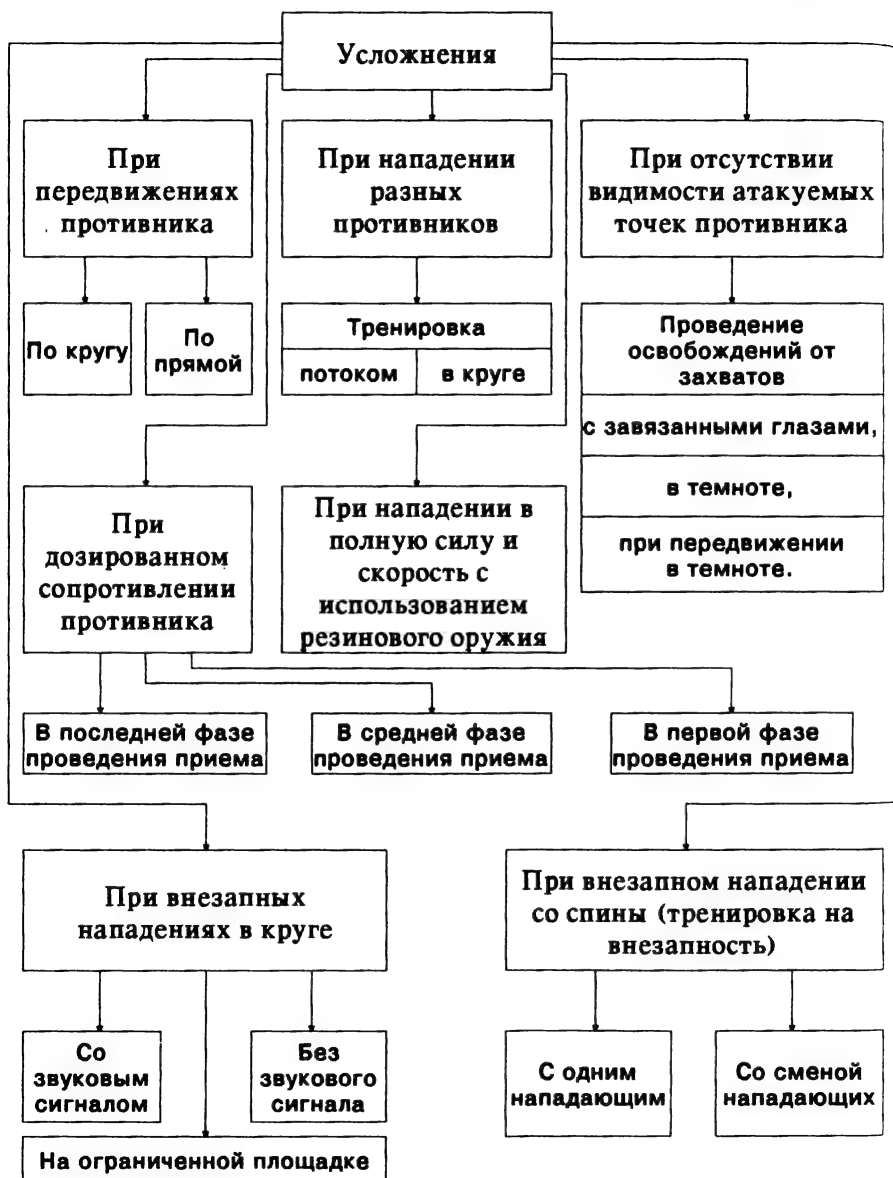 Усложнения
При
передвижениях
противника
При нападении
разных
противников
При отсутствии
видимости атакуемых
точек противника
По кругу
По
прямой
Тренировка
потоком
в круге
Проведение
освобождений от
захватов
с завязанными глазами,
в темноте,
при передвижении
в темноте.
При
дозированном
сопротивлении
противника
При нападении в
полную силу и
скорость с
использованием
резинового оружия
В последней фазе
проведения приема
В средней фазе
проведения приема
В первой фазе
проведения приема
При внезапных
нападениях в круге
При внезапном нападении
со спины (тренировка на
внезапность)
Со
звуковым
сигналом
Без
звукового
сигнала
На ограниченной площадке
С одним
нападающим
Со сменой
нападающих